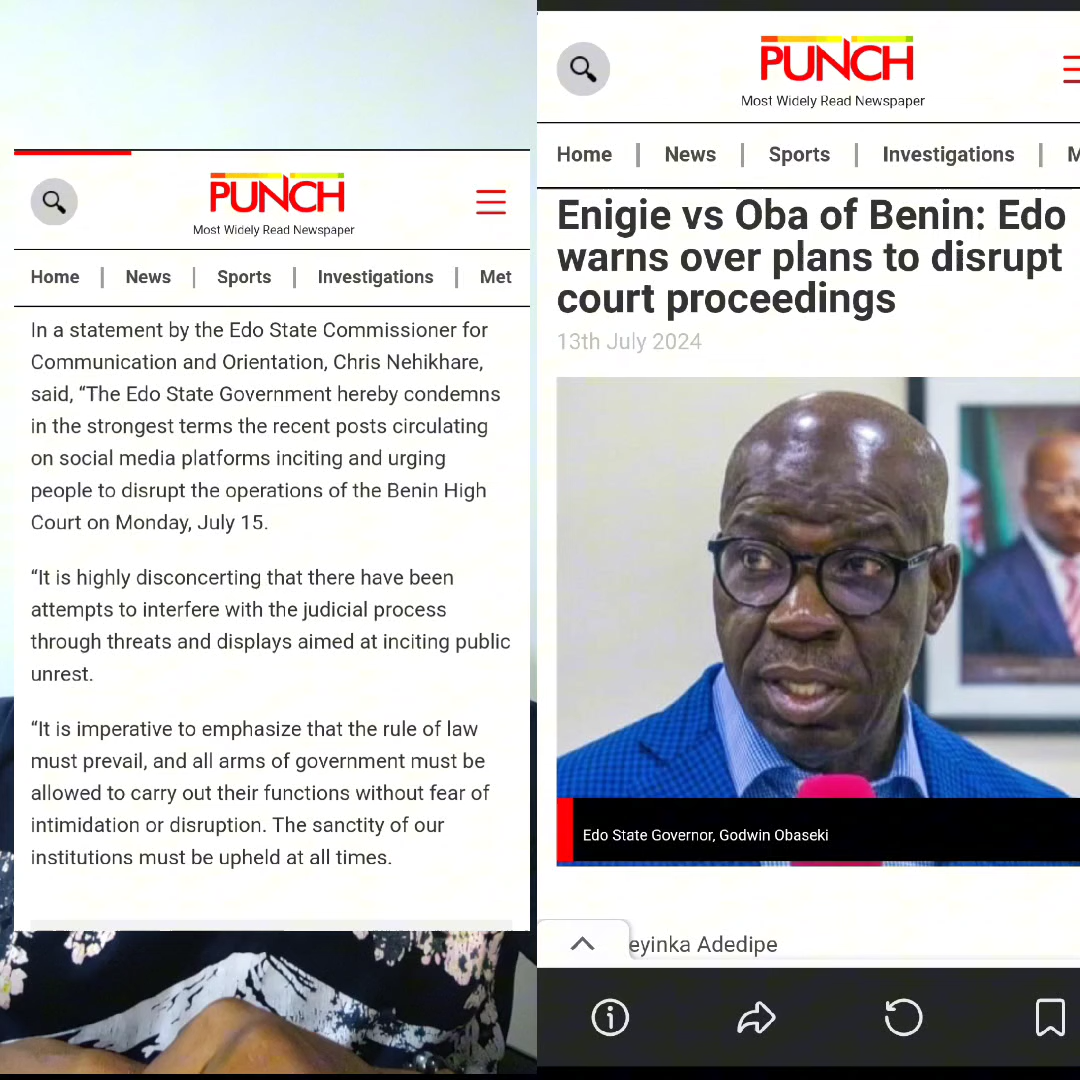 PUNCH
Most Widely Read Newspaper
Home | News | Sports | Investigations | Met
In a statement by the Edo State Commissioner for
Communication and Orientation, Chris Nehikhare,
said, “The Edo State Government hereby condemns
in the strongest terms the recent posts circulating
on social media platforms inciting and urging
people to disrupt the operations of the Benin High
Court on Monday, July 15.
“It is highly disconcerting that there have been
attempts to interfere with the judicial process
through threats and displays aimed at inciting public
unrest.
“It is imperative to emphasize that the rule of law
must prevail, and all arms of government must be
allowed to carry out their functions without fear of
intimidation or disruption. The sanctity of our
institutions must be upheld at all times.
PUNCH
Most Widely Read Newspaper
Home | News | Sports | Investigations | M
Enigie vs Oba of Benin: Edo
warns over plans to disrupt
court proceedings
13th July 2024
Edo State Governor, Godwin Obaseki
eyinka Adedipe